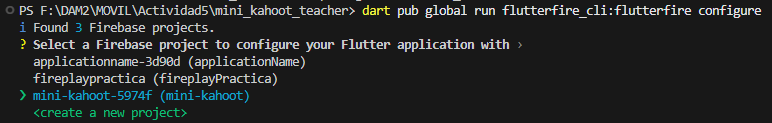 PS F:\DAM2\MOVIL\Actividad5\mini_kahoot_teacher> dart pub global run flutterfire_cli:flutterfire configure
i Found 3 Firebase projects.
? Select a Firebase project to configure your Flutter application with ›
applicationname-3d90d (applicationName)
fireplaypractica (fireplayPractica)
❯ mini-kahoot-5974f (mini-kahoot)
<create a new project>